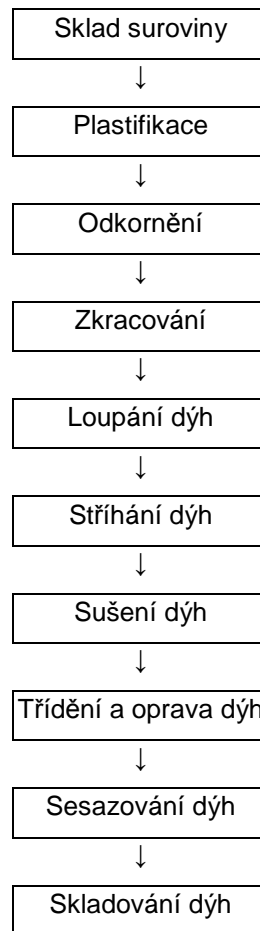 Sklad suroviny
↓
Plastifikace
↓
Odkornění
↓
Zkracování
↓
Loupání dýh
↓
Stříhání dýh
↓
Sušení dýh
↓
Třídění a oprava dýh
↓
Sesazování dýh
↓
Skladování dýh